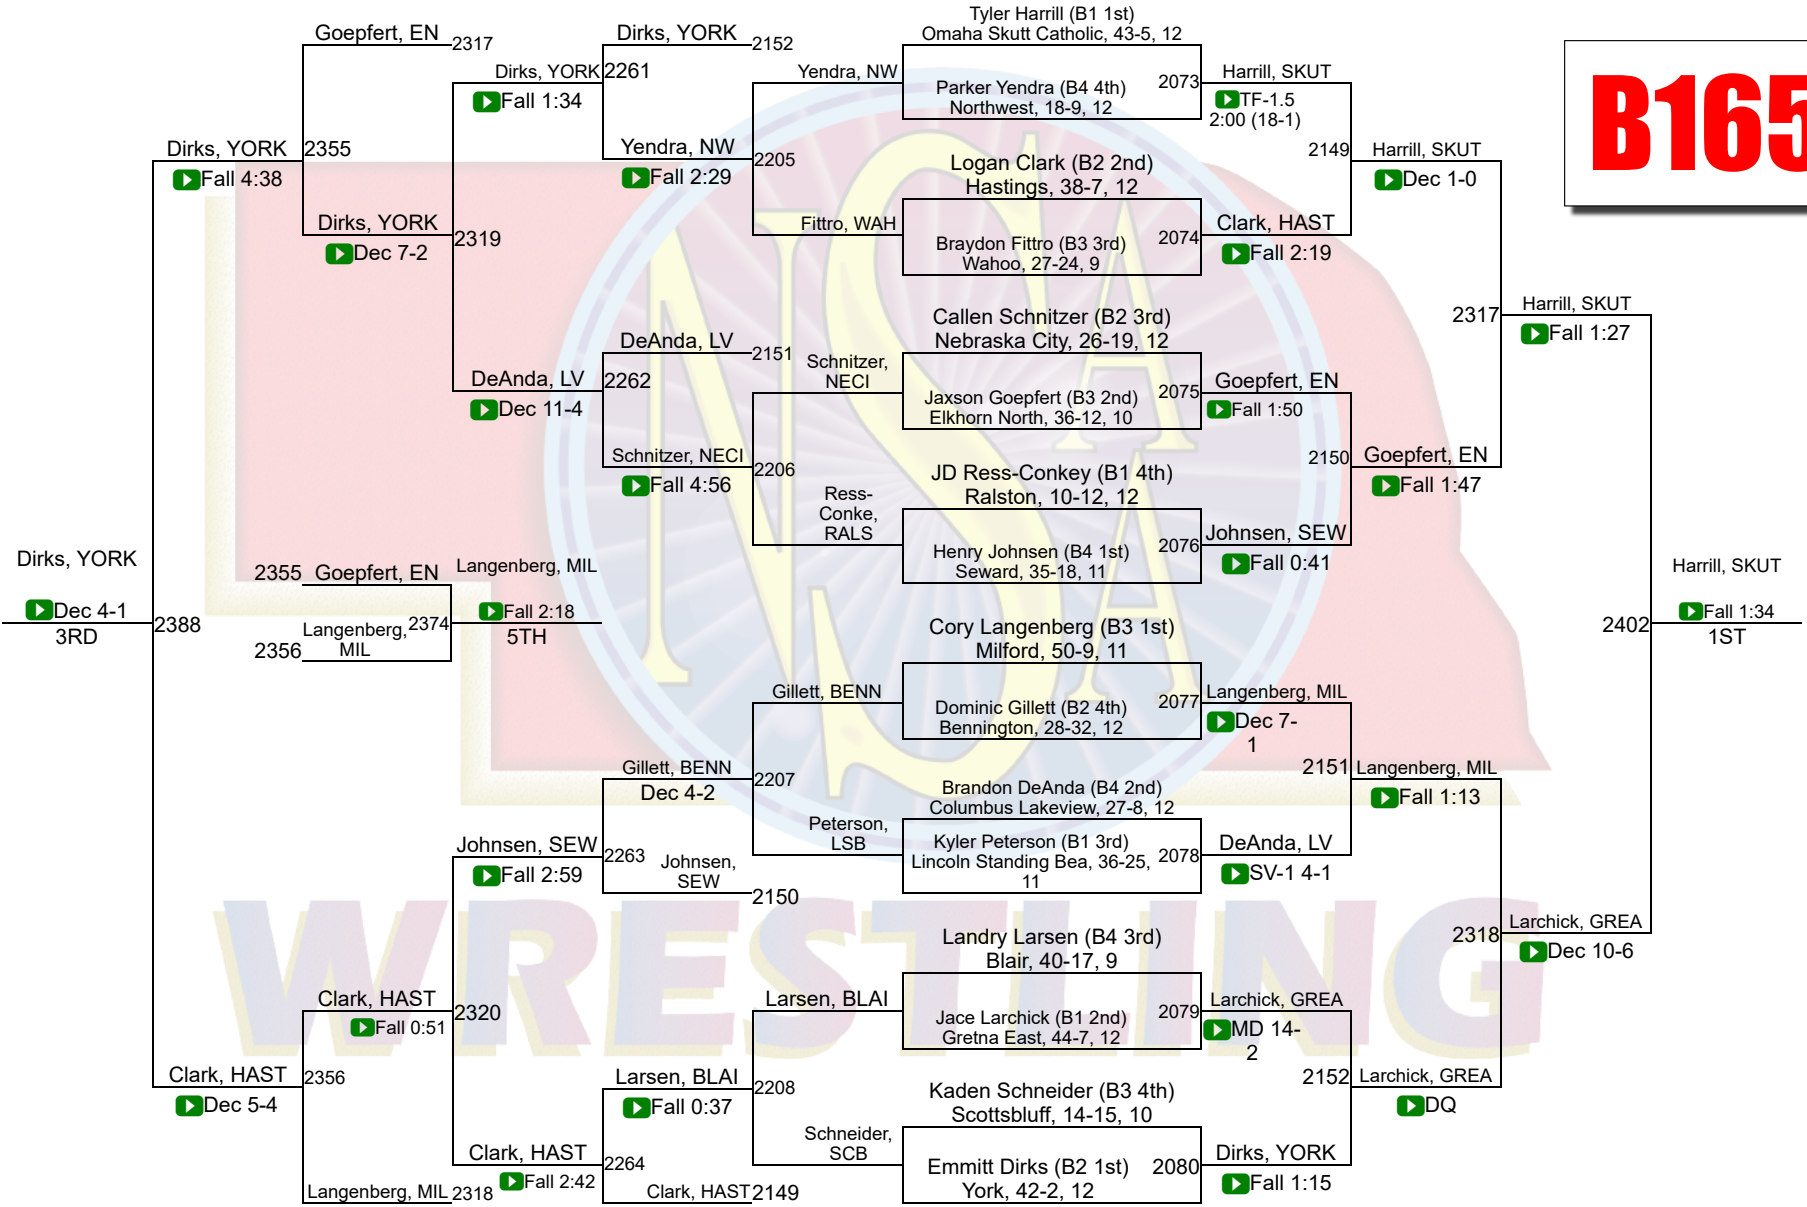 B165
Tyler Harrill (B1 1st)
Omaha Skutt Catholic, 43-5, 12
Parker Yendra (B4 4th)
Northwest, 18-9, 12
2073
Logan Clark (B2 2nd)
Hastings, 38-7, 12
Braydon Fittro (B3 3rd)
Wahoo, 27-24, 9
2074
Callen Schnitzer (B2 3rd)
Nebraska City, 26-19, 12
Jaxson Goepfert (B3 2nd)
Elkhorn North, 36-12, 10
2075
JD Ress-Conkey (B1 4th)
Ralston, 10-12, 12
Henry Johnsen (B4 1st)
Seward, 35-18, 11
2076
Cory Langenberg (B3 1st)
Milford, 50-9, 11
Dominic Gillett (B2 4th)
Bennington, 28-32, 12
2077
Brandon DeAnda (B4 2nd)
Columbus Lakeview, 27-8, 12
Kyler Peterson (B1 3rd)
Lincoln Standing Bea, 36-25,
11
2078
Landry Larsen (B4 3rd)
Blair, 40-17, 9
Jace Larchick (B1 2nd)
Gretna East, 44-7, 12
2079
Kaden Schneider (B3 4th)
Scottsbluff, 14-15, 10
Emmitt Dirks (B2 1st)
York, 42-2, 12
2080
Harrill, SKUT
TF-1.5
2:00 (18-1)
2149
Clark, HAST
Fall 2:19
Goepfert, EN
Fall 1:50
2150
Johnsen, SEW
Fall 0:41
Langenberg, MIL
Dec 7-
1
2151
DeAnda, LV
SV-1 4-1
Larchick, GREA
MD 14-
2
2152
Dirks, YORK
Fall 1:15
Harrill, SKUT
Dec 1-0
2317
Goepfert, EN
Fall 1:47
Langenberg, MIL
Fall 1:13
2318
Larchick, GREA
DQ
Harrill, SKUT
Fall 1:27
2402
Larchick, GREA
Dec 10-6
Harrill, SKUT
Fall 1:34
1ST
Yendra, NW
Fittro, WAH
2205
Schnitzer,
NECI
Ress-
Conke,
RALS
2206
Gillett, BENN
Peterson,
LSB
2207
Larsen, BLAI
Schneider,
SCB
2208
Dirks, YORK
2152
2261
Yendra, NW
Fall 2:29
DeAnda, LV
2151
2262
Schnitzer, NECI
Fall 4:56
Gillett, BENN
Dec 4-2
2263
Johnsen,
SEW
2150
Larsen, BLAI
Fall 0:37
2264
Clark, HAST
2149
Dirks, YORK
Fall 1:34
2319
DeAnda, LV
Dec 11-4
Johnsen, SEW
Fall 2:59
2320
Clark, HAST
Fall 2:42
Goepfert, EN
2317
2355
Dirks, YORK
Dec 7-2
Clark, HAST
Fall 0:51
2356
Langenberg, MIL
2318
Dirks, YORK
Fall 4:38
2388
Clark, HAST
Dec 5-4
Dirks, YORK
Dec 4-1
3RD
2355
Goepfert, EN
2356
Langenberg,
MIL
2374
Langenberg, MIL
Fall 2:18
5TH
NSAA
WRESTLING